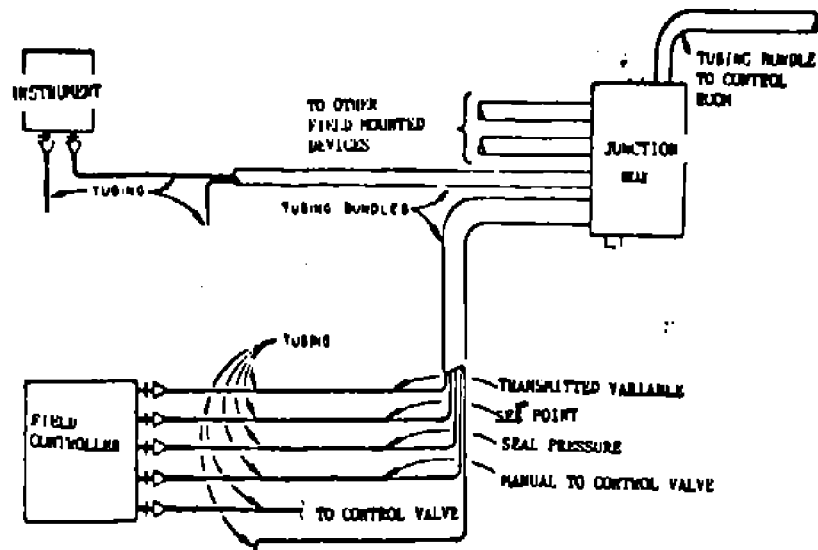 INSTRUMENT
TUBING BUNDLE
TO CONTROL
ROOM
TO OTHER
FIELD MOUNTED
DEVICES
JUNCTION
TUBING
TUBING BUNDLES
TUBING
TRANSMITTED VARIABLE
SET POINT
SEAL PRESSURE
MANUAL TO CONTROL VALVE
FIELD
CONTROLLER
TO CONTROL VALVE